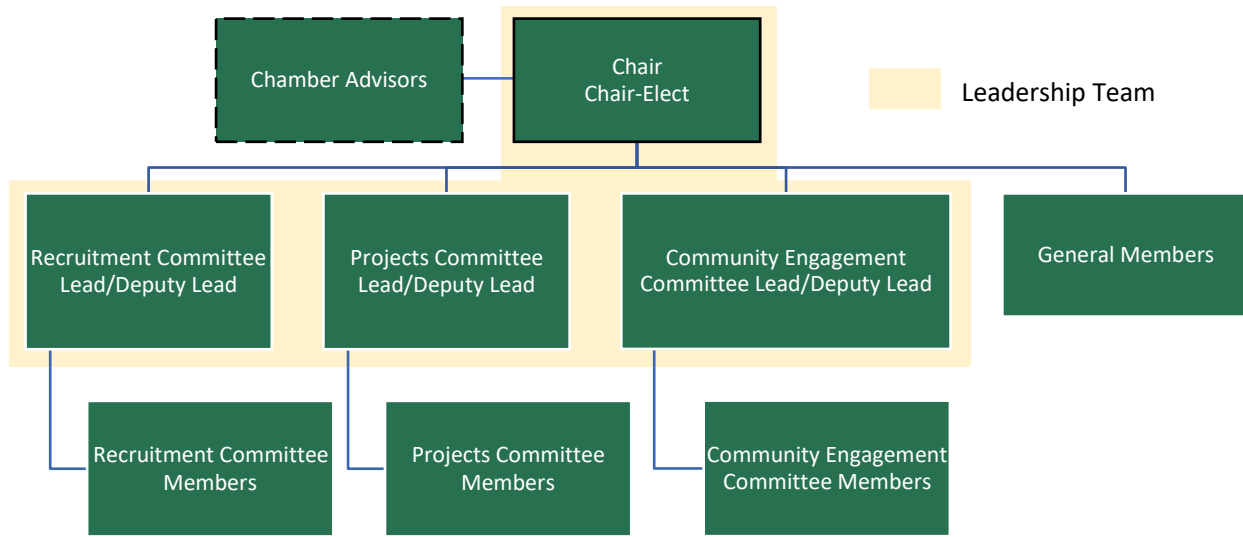 Chamber Advisors
Chair
Chair-Elect
Leadership Team
Recruitment Committee
Lead/Deputy Lead
Projects Committee
Lead/Deputy Lead
Community Engagement
Committee Lead/Deputy Lead
General Members
Recruitment Committee
Members
Projects Committee
Members
Community Engagement
Committee Members